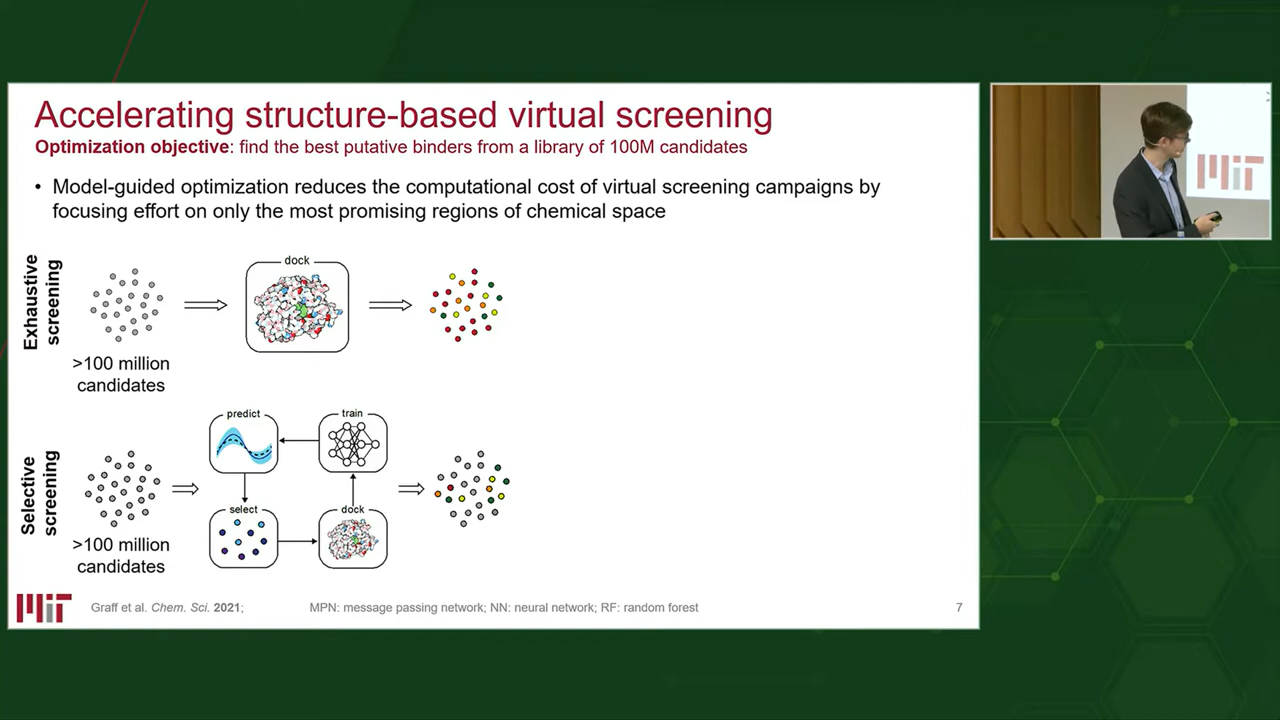 Accelerating structure-based virtual screening
Optimization objective: find the best putative binders from a library of 100M candidates
• Model-guided optimization reduces the computational cost of virtual screening campaigns by
focusing effort on only the most promising regions of chemical space
Exhaustive
screening
>100 million
candidates
dock
Selective
screening
>100 million
candidates
predict
train
select
dock
MIT
Graff et al. Chem. Sci. 2021;
MPN: message passing network; NN: neural network; RF: random forest
7
MIT